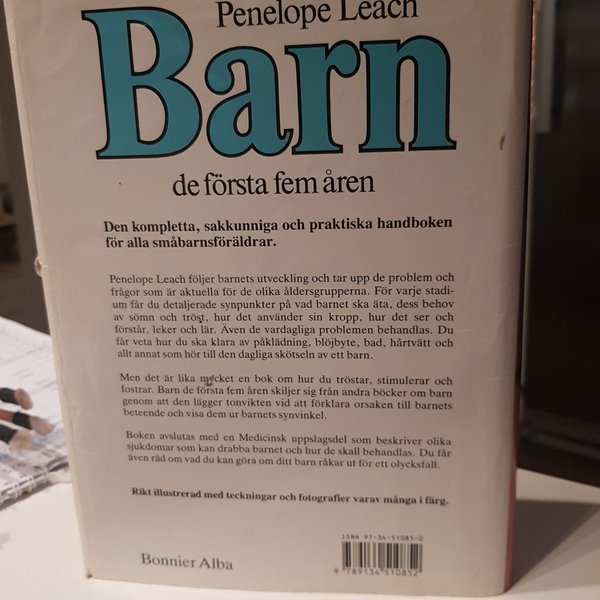 Penelope Leach
Barn
de första fem åren
Den kompletta, sakkunniga och praktiska handboken
för alla småbarnsföräldrar.
Penelope Leach följer barnets utveckling och tar upp de problem och
frågor som är aktuella för de olika åldersgrupperna. För varje stadi-
um får du detaljerade synpunkter på vad barnet ska äta, dess behov
av sömn och tröst, hur det använder sin kropp, hur det ser och
förstår, leker och lär. Även de vardagliga problemen behandlas. Du
får veta hur du ska klara av påklädning, blöjbyte, bad, hårtvätt och
allt annat som hör till den dagliga skötseln av ett barn.
Men det är lika mycket en bok om hur du tröstar, stimulerar och
fostrar. Barn de första fem åren skiljer sig från andra böcker om barn
genom att den lägger tonvikten vid att förklara orsaken till barnets
beteende och visa dem ur barnets synvinkel.
Boken avslutas med en Medicinsk uppslagsdel som beskriver olika
sjukdomar som kan drabba barnet och hur de skall behandlas. Du får
även råd om vad du kan göra om ditt barn råkar ut för ett olycksfall.
Rikt illustrerad med teckningar och fotografier varav många i färg.
ISBN 91-34-51085-0
Bonnier Alba
9 789134 510852